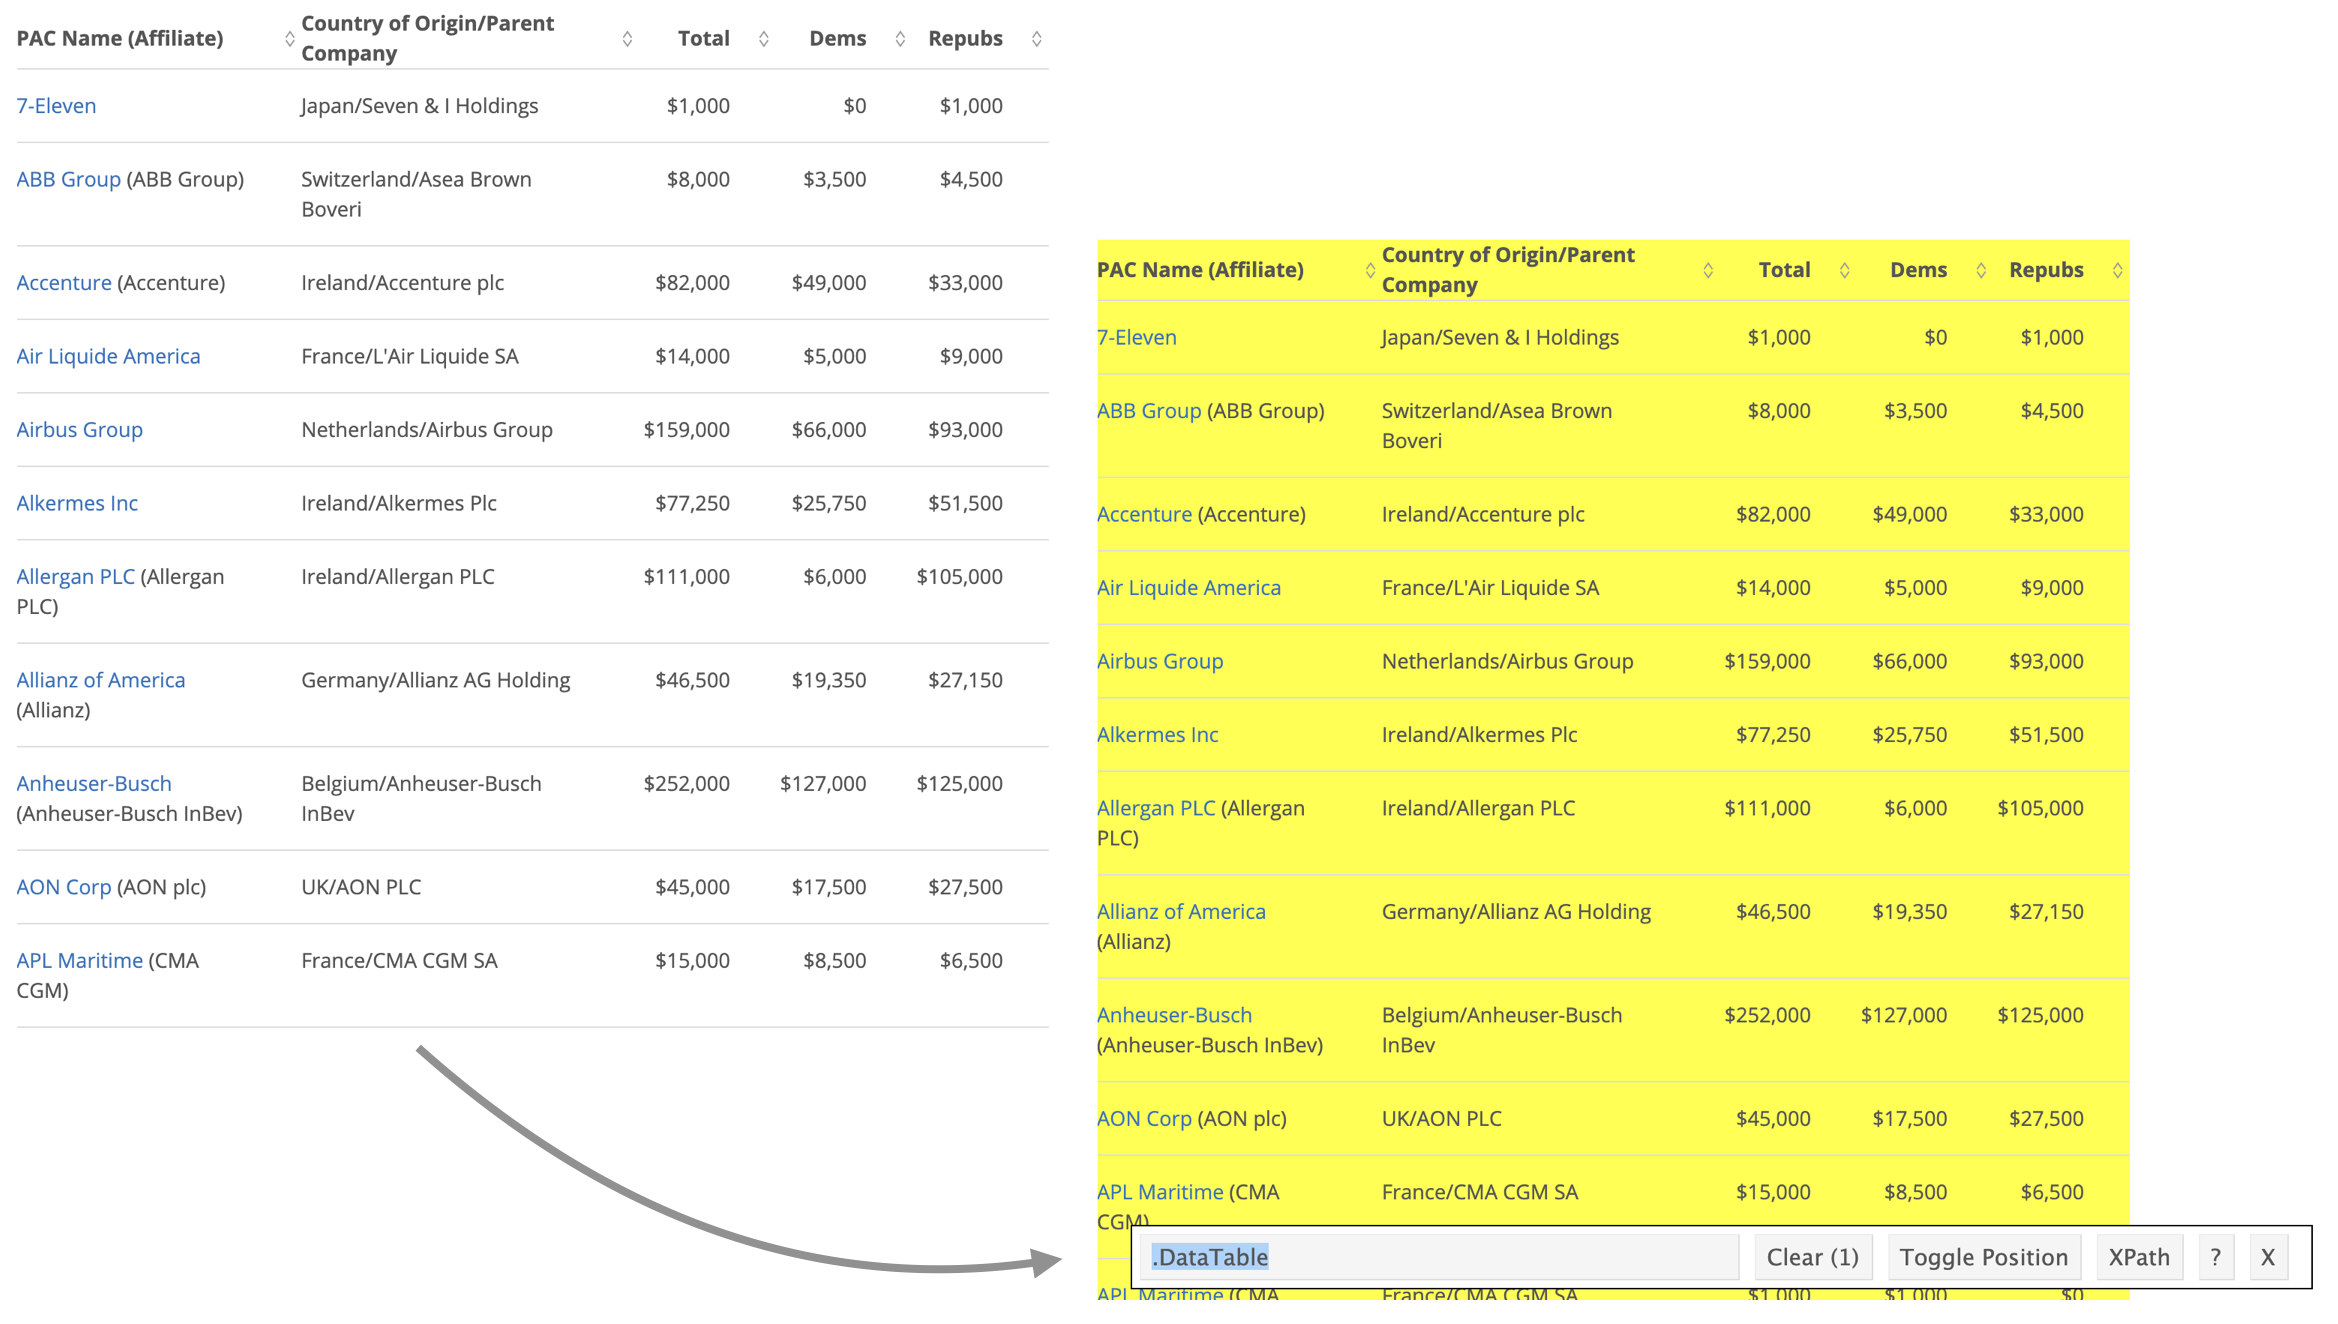 PAC Name (Affiliate) Country of Origin/Parent Company Total Dems Repubs
7-Eleven Japan/Seven & I Holdings $1,000 $0 $1,000
ABB Group (ABB Group) Switzerland/Asea Brown Boveri $8,000 $3,500 $4,500
Accenture (Accenture) Ireland/Accenture plc $82,000 $49,000 $33,000
Air Liquide America France/L'Air Liquide SA $14,000 $5,000 $9,000
Airbus Group Netherlands/Airbus Group $159,000 $66,000 $93,000
Alkermes Inc Ireland/Alkermes Plc $77,250 $25,750 $51,500
Allergan PLC (Allergan PLC) Ireland/Allergan PLC $111,000 $6,000 $105,000
Allianz of America (Allianz) Germany/Allianz AG Holding $46,500 $19,350 $27,150
Anheuser-Busch (Anheuser-Busch InBev) Belgium/Anheuser-Busch InBev $252,000 $127,000 $125,000
AON Corp (AON plc) UK/AON PLC $45,000 $17,500 $27,500
APL Maritime (CMA CGM) France/CMA CGM SA $15,000 $8,500 $6,500
PAC Name (Affiliate) Country of Origin/Parent Company Total Dems Repubs
7-Eleven Japan/Seven & I Holdings $1,000 $0 $1,000
ABB Group (ABB Group) Switzerland/Asea Brown Boveri $8,000 $3,500 $4,500
Accenture (Accenture) Ireland/Accenture plc $82,000 $49,000 $33,000
Air Liquide America France/L'Air Liquide SA $14,000 $5,000 $9,000
Airbus Group Netherlands/Airbus Group $159,000 $66,000 $93,000
Alkermes Inc Ireland/Alkermes Plc $77,250 $25,750 $51,500
Allergan PLC (Allergan PLC) Ireland/Allergan PLC $111,000 $6,000 $105,000
Allianz of America (Allianz) Germany/Allianz AG Holding $46,500 $19,350 $27,150
Anheuser-Busch (Anheuser-Busch InBev) Belgium/Anheuser-Busch InBev $252,000 $127,000 $125,000
AON Corp (AON plc) UK/AON PLC $45,000 $17,500 $27,500
APL Maritime (CMA CGM) France/CMA CGM SA $15,000 $8,500 $6,500
.DataTable Clear (1) Toggle Position XPath ? X
APL Maritime (CMA France/CMA CGM SA $1,000 $1,000 $0